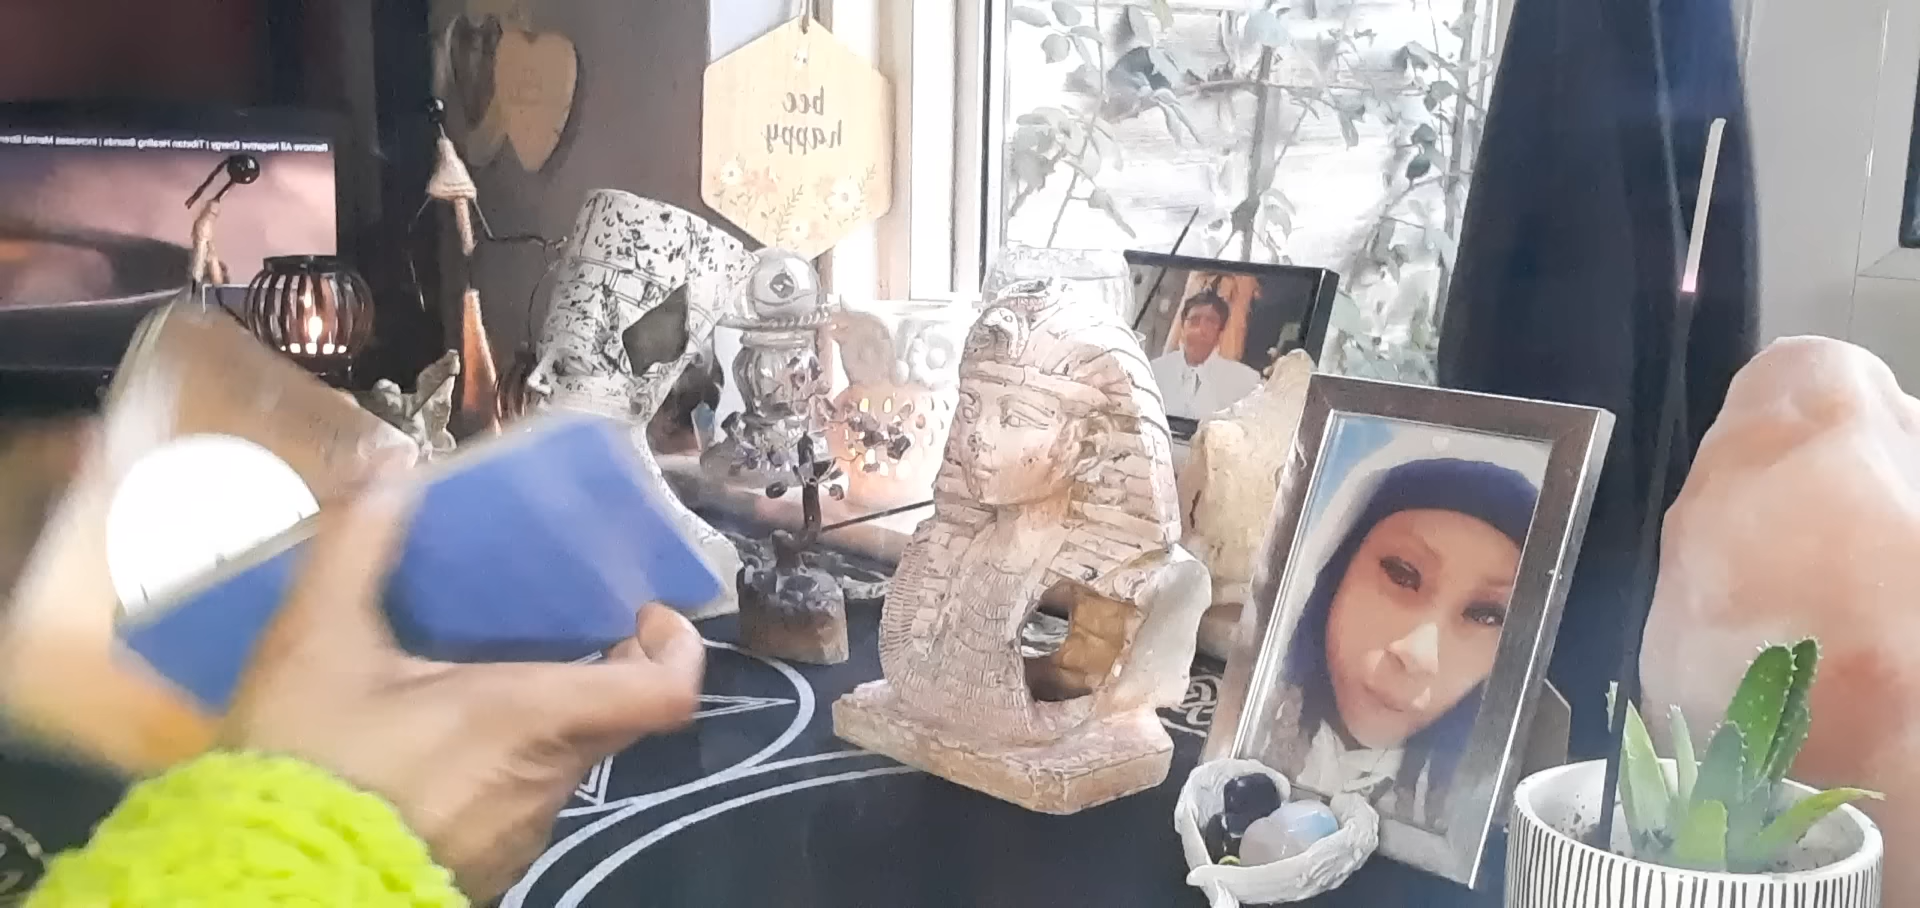 Remove All Negative Energy | Tibetan Healing Sounds | Increases Mental Stren
bee
happy